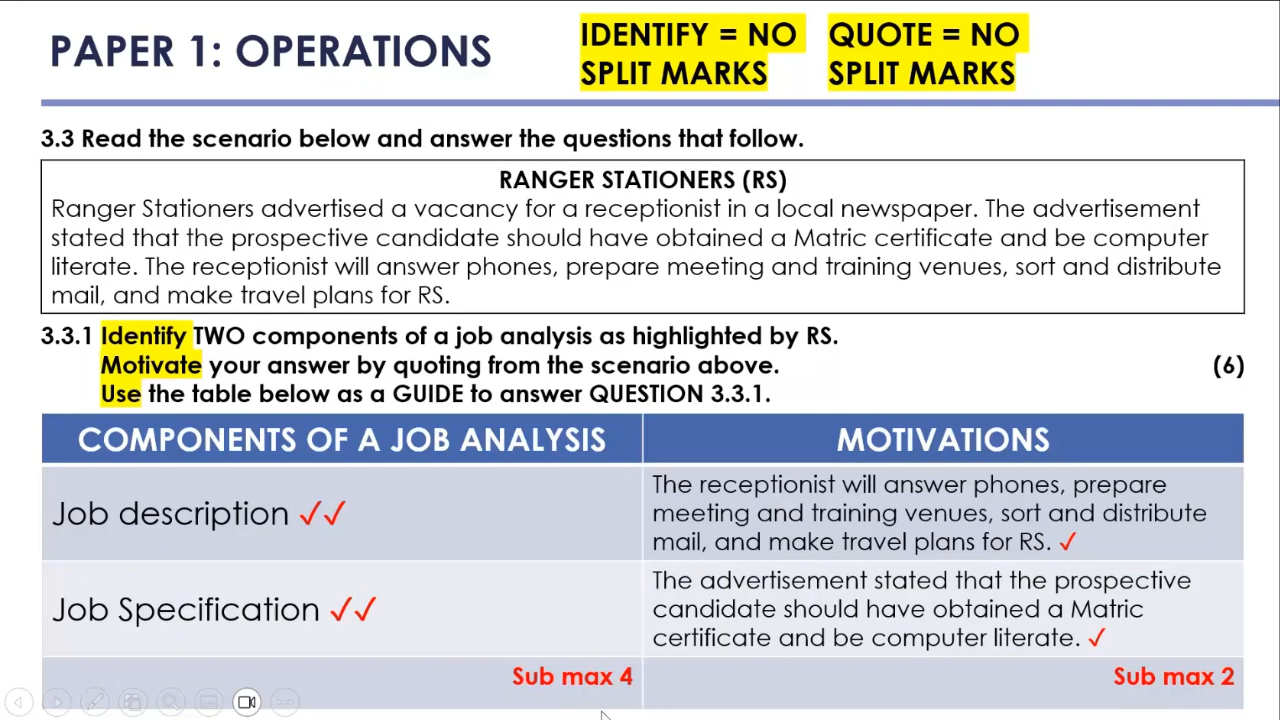 PAPER 1: OPERATIONS
IDENTIFY = NO
SPLIT MARKS
QUOTE = NO
SPLIT MARKS
3.3 Read the scenario below and answer the questions that follow.
RANGER STATIONERS (RS)
Ranger Stationers advertised a vacancy for a receptionist in a local newspaper. The advertisement
stated that the prospective candidate should have obtained a Matric certificate and be computer
literate. The receptionist will answer phones, prepare meeting and training venues, sort and distribute
mail, and make travel plans for RS.
3.3.1 Identify TWO components of a job analysis as highlighted by RS.
Motivate your answer by quoting from the scenario above. (6)
Use the table below as a GUIDE to answer QUESTION 3.3.1.
COMPONENTS OF A JOB ANALYSIS
MOTIVATIONS
Job description ✓✓
The receptionist will answer phones, prepare
meeting and training venues, sort and distribute
mail, and make travel plans for RS. ✓
Job Specification ✓✓
The advertisement stated that the prospective
candidate should have obtained a Matric
certificate and be computer literate. ✓
Sub max 4
Sub max 2